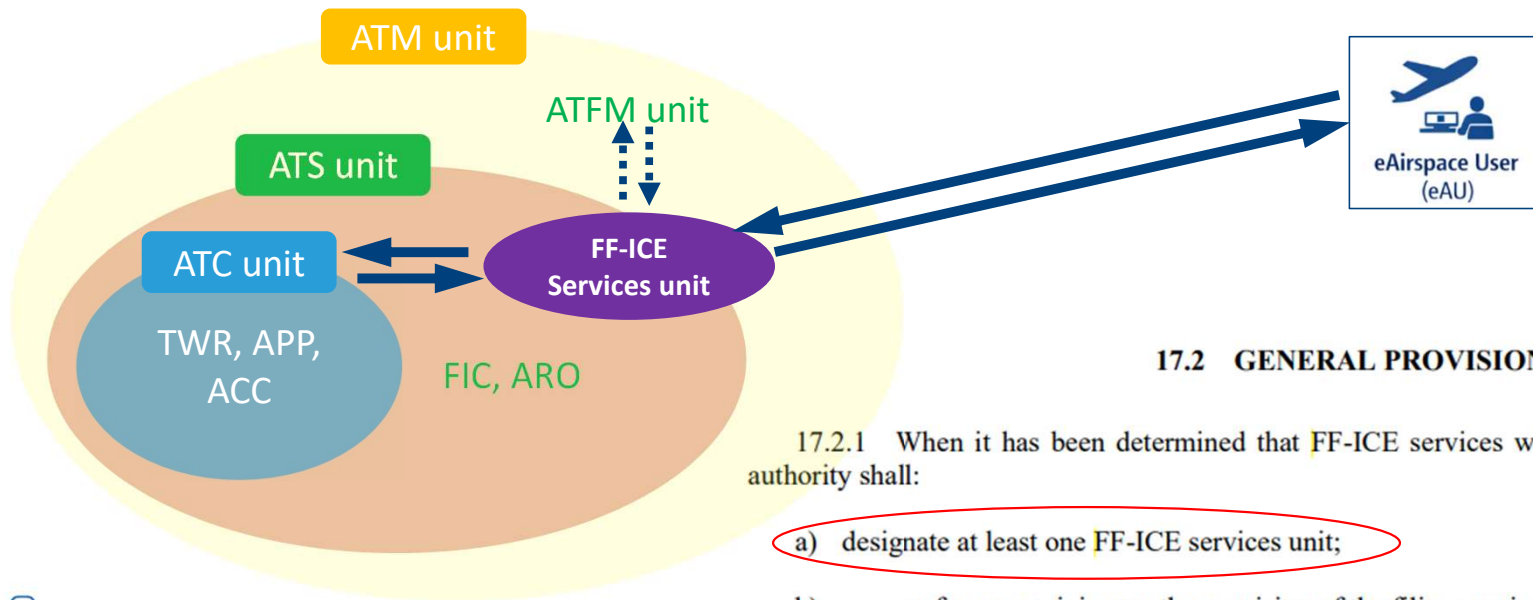 ATM unit
ATFM unit
ATS unit
ATC unit
FF-ICE
Services unit
TWR, APP,
ACC
FIC, ARO
eAirspace User
(eAU)
17.2 GENERAL PROVISION
17.2.1 When it has been determined that FF-ICE services w
authority shall:
a) designate at least one FF-ICE services unit;